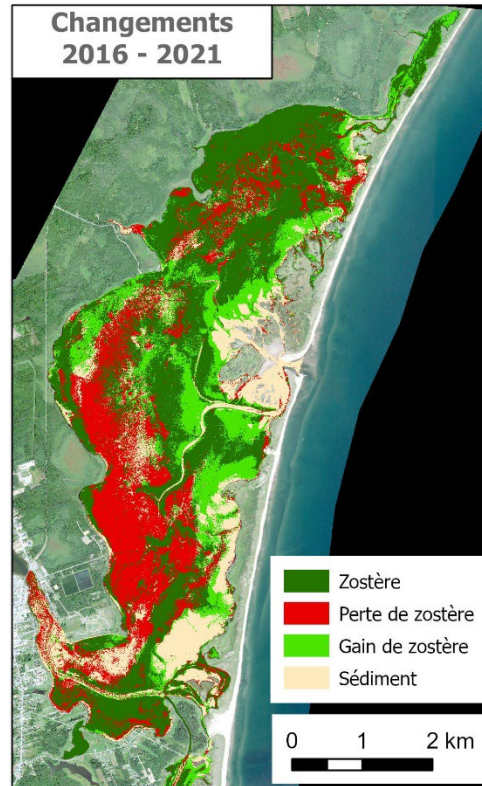 Changements
2016 - 2021
Zostère
Perte de zostère
Gain de zostère
Sédiment
0 1 2 km